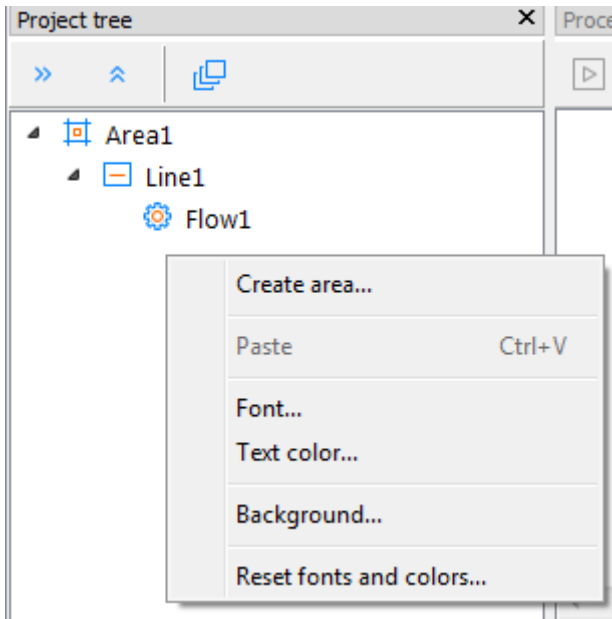 Project tree
Proce
Area1
Line1
Flow1
Create area...
Paste Ctrl+V
Font...
Text color...
Background...
Reset fonts and colors...